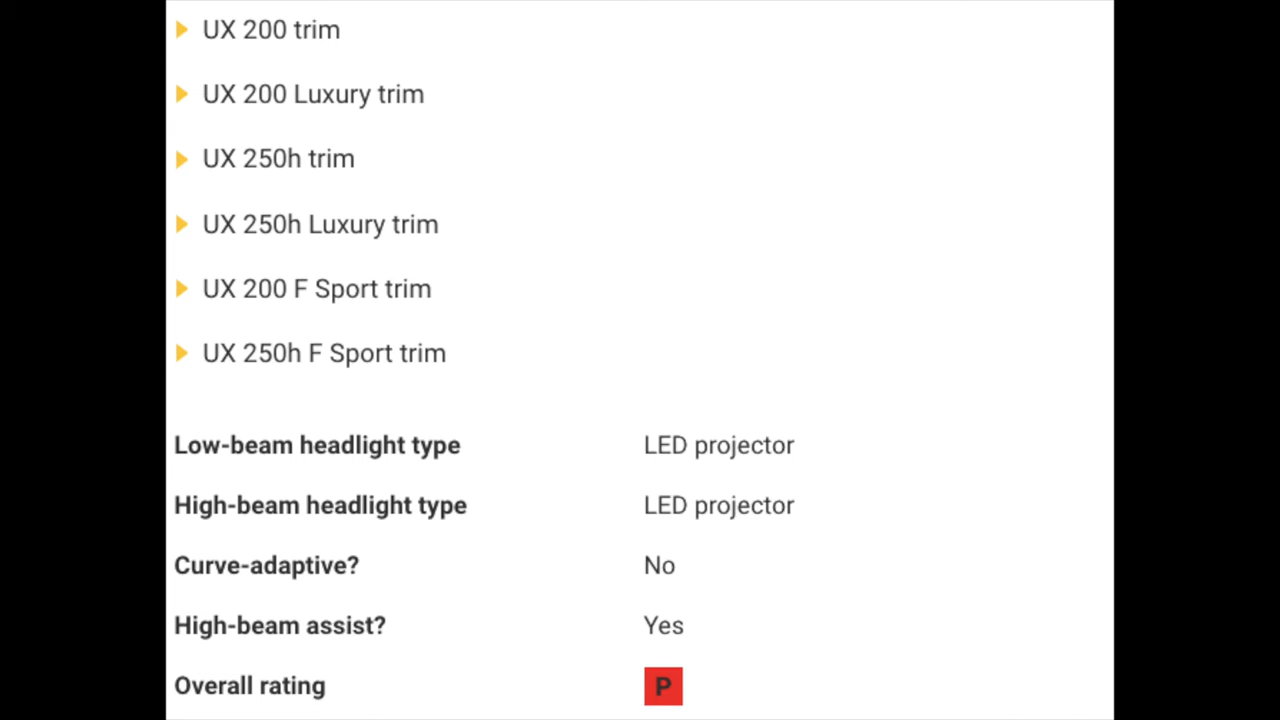 UX 200 trim
UX 200 Luxury trim
UX 250h trim
UX 250h Luxury trim
UX 200 F Sport trim
UX 250h F Sport trim
Low-beam headlight type LED projector
High-beam headlight type LED projector
Curve-adaptive? No
High-beam assist? Yes
Overall rating P